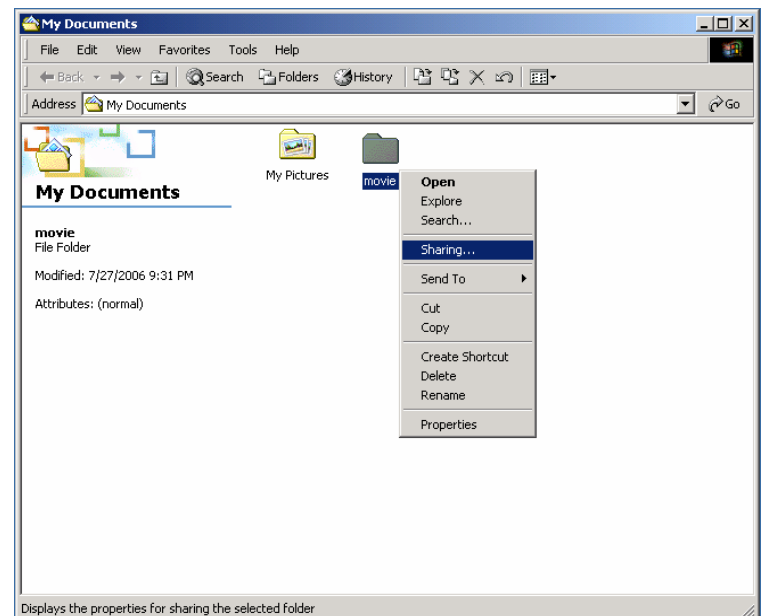 My Documents
File Edit View Favorites Tools Help
Back Search Folders History
Address My Documents Go
My Documents
movie
File Folder
Modified: 7/27/2006 9:31 PM
Attributes: (normal)
My Pictures
movie
Open
Explore
Search...
Sharing...
Send To
Cut
Copy
Create Shortcut
Delete
Rename
Properties
Displays the properties for sharing the selected folder